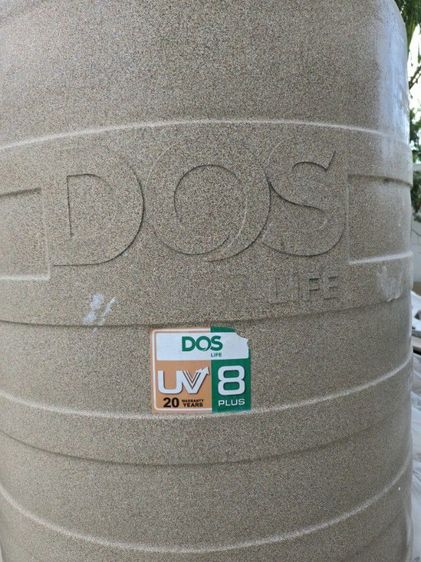 DOS
LIFE
DOS
LIFE
UV 8
20 WARRANTY YEARS
PLUS